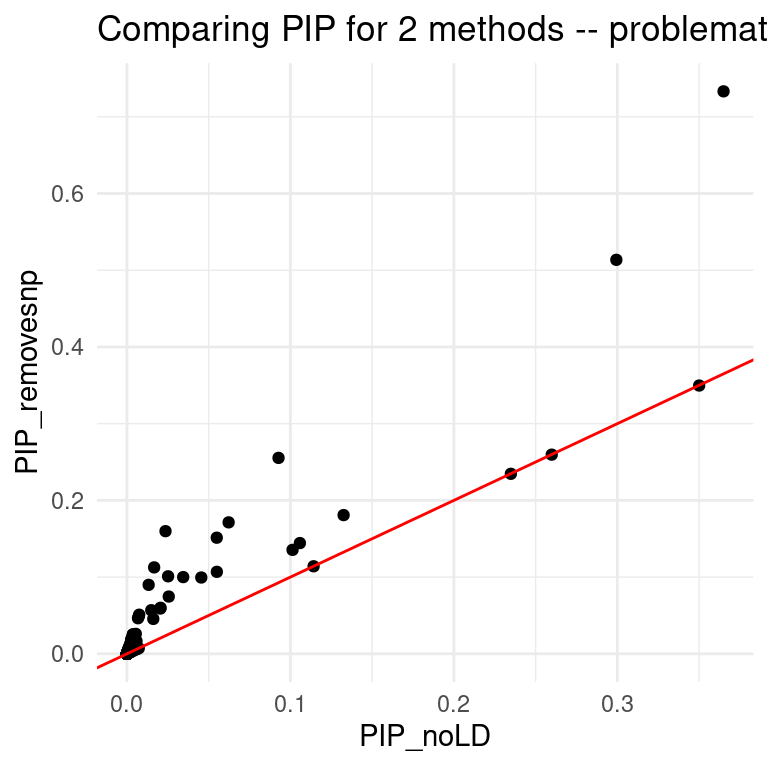 Comparing PIP for 2 methods -- problemat
PIP_removesnp
0.6
0.4
0.2
0.0
0.0 0.1 0.2 0.3
PIP_noLD